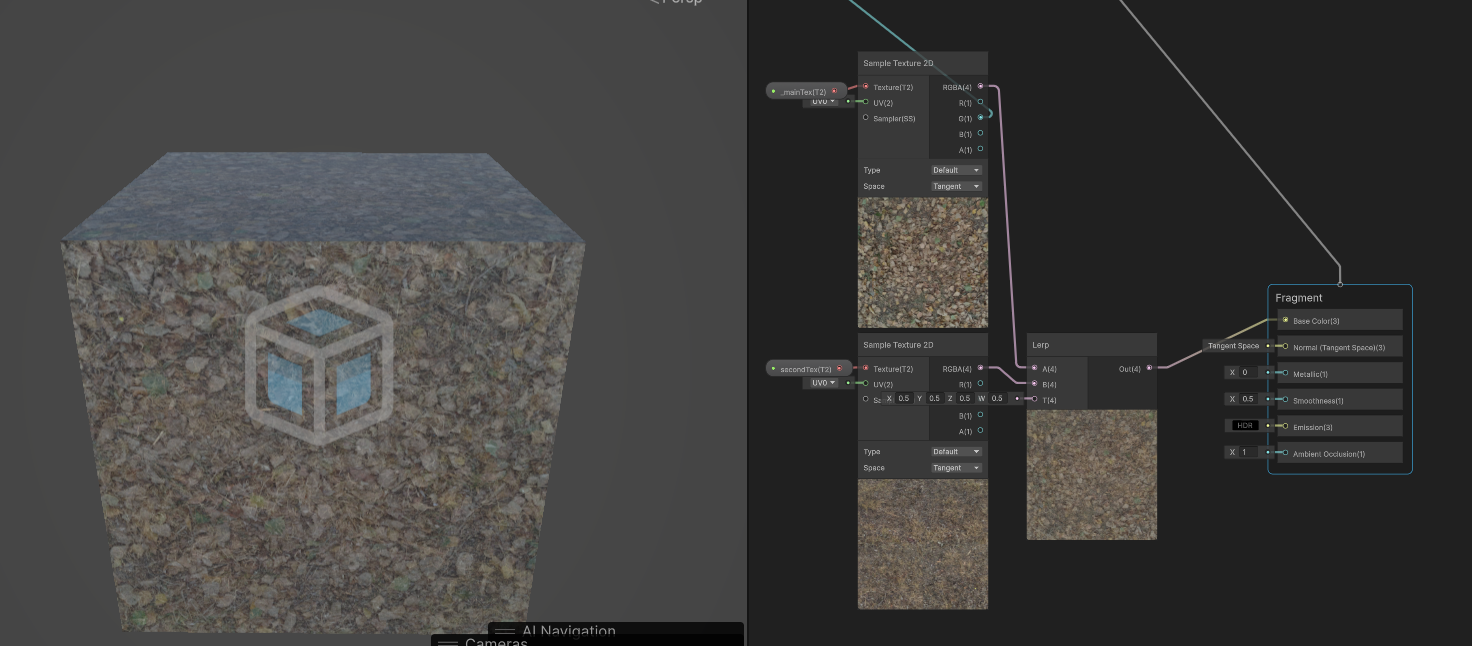 Persp
AI Navigation
Cameras
Sample Texture 2D
_mainTex(T2)
UV0
Texture(T2)
UV(2)
Sampler(SS)
RGBA(4)
R(1)
G(1)
B(1)
A(1)
Type
Default
Space
Tangent
Sample Texture 2D
secondTex(T2)
UV0
Texture(T2)
UV(2)
RGBA(4)
R(1)
X 0.5 Y 0.5 Z 0.5 W 0.5
B(1)
A(1)
Type
Default
Space
Tangent
Lerp
A(4)
B(4)
T(4)
Out(4)
Fragment
Base Color(3)
Tangent Space
Normal (Tangent Space)(3)
X 0
Metallic(1)
X 0.5
Smoothness(1)
HDR
Emission(3)
X 1
Ambient Occlusion(1)